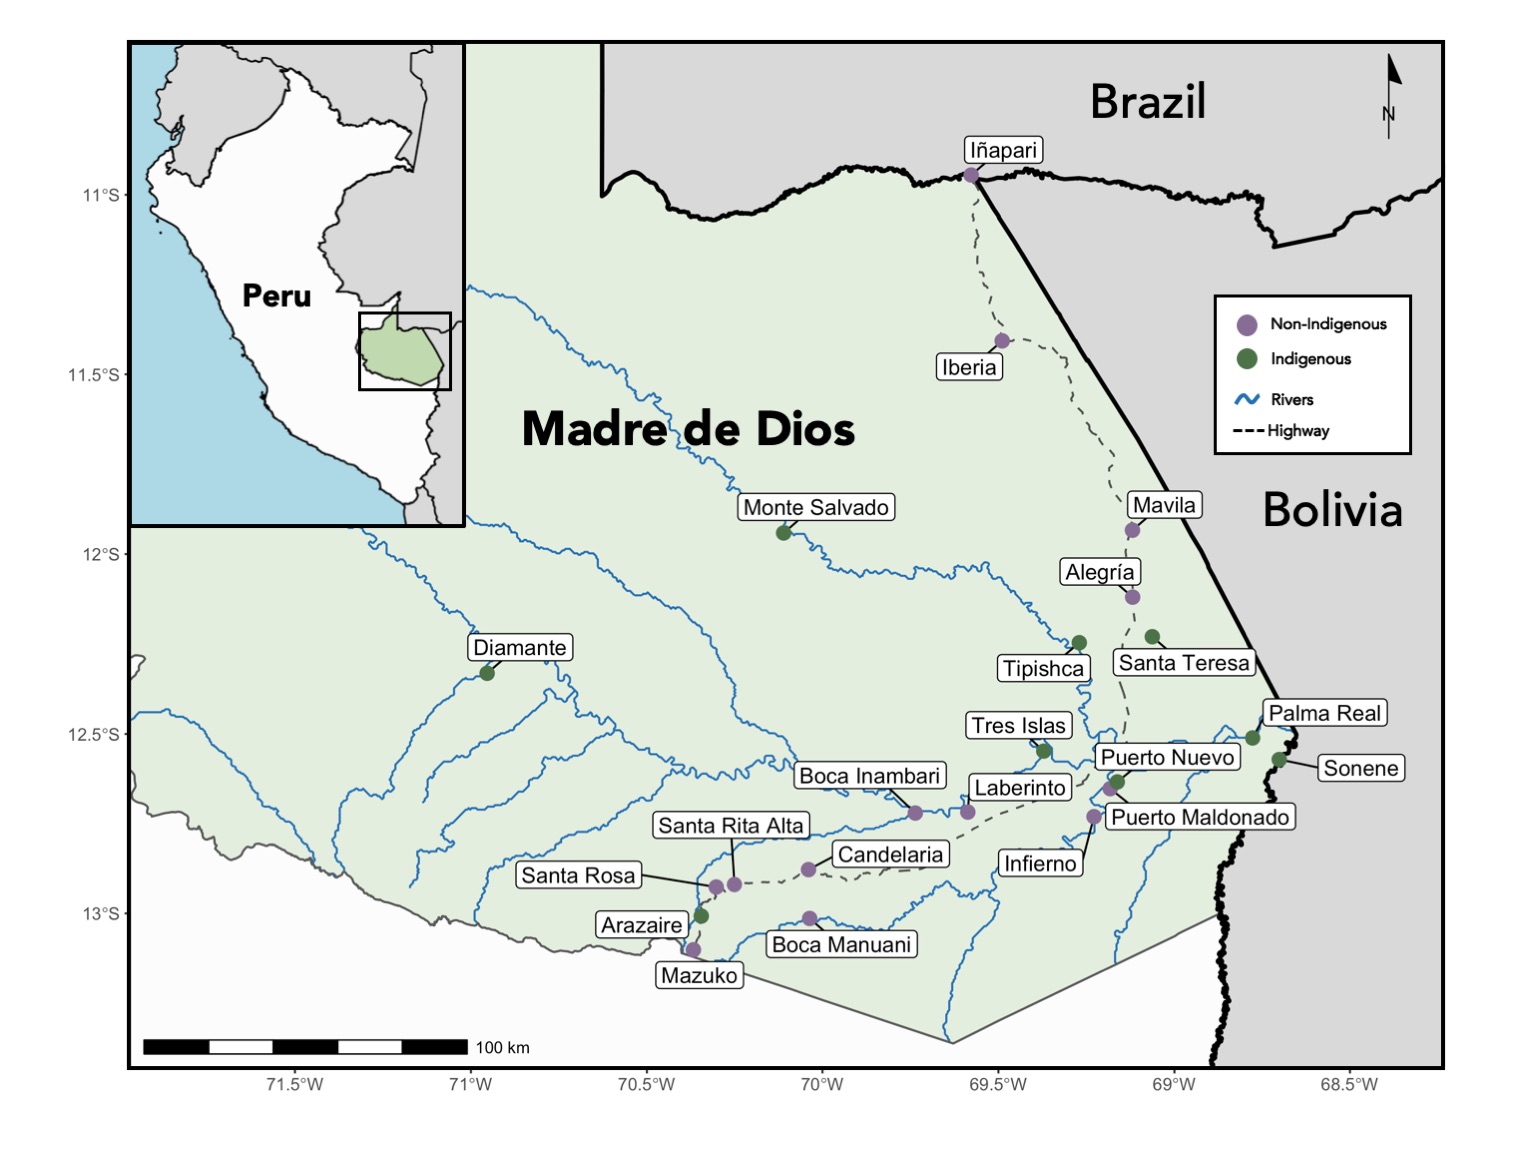 Brazil
N
Iñapari
11°S
Peru
Non-Indigenous
Indigenous
Rivers
Highway
Iberia
11.5°S
Madre de Dios
Monte Salvado
Mavila
Bolivia
12°S
Alegría
Diamante
Tipishca
Santa Teresa
12.5°S
Tres Islas
Palma Real
Puerto Nuevo
Sonene
Boca Inambari
Laberinto
Puerto Maldonado
Santa Rita Alta
Candelaria
Infierno
Santa Rosa
13°S
Arazaire
Boca Manuani
Mazuko
100 km
71.5°W
71°W
70.5°W
70°W
69.5°W
69°W
68.5°W